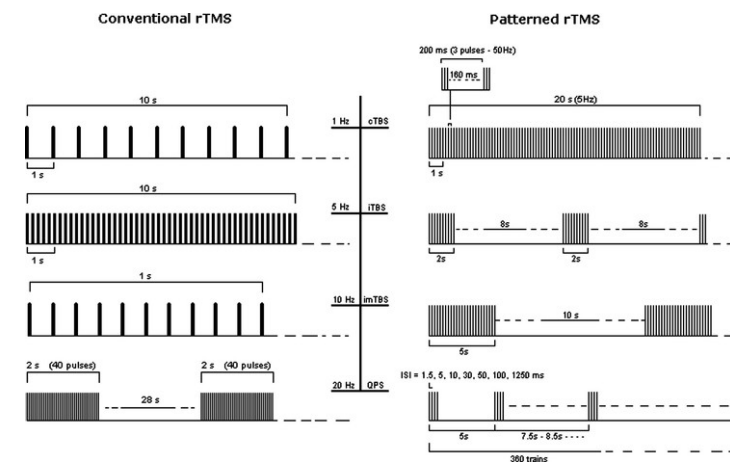 Conventional rTMS
Patterned rTMS
200 ms (3 pulses - 50Hz)
160 ms
10 s
1 Hz
cTBS
20 s (5Hz)
1 s
1 s
10 s
5 Hz
iTBS
8s
8s
1 s
2s
2s
1 s
10 Hz
imTBS
10 s
5s
2 s (40 pulses)
2 s (40 pulses)
28 s
20 Hz
QPS
ISI = 1.5, 5, 10, 30, 50, 100, 1250 ms
5s
7.5s - 8.5s
360 trains